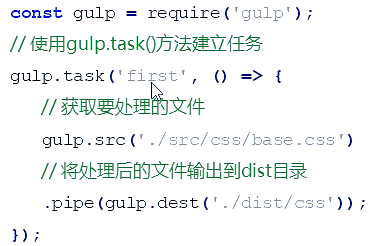 const gulp = require('gulp');
// 使用gulp.task()方法建立任务
gulp.task('first', () => {
// 获取要处理的文件
gulp.src('./src/css/base.css')
// 将处理后的文件输出到dist目录
.pipe(gulp.dest('./dist/css'));
});